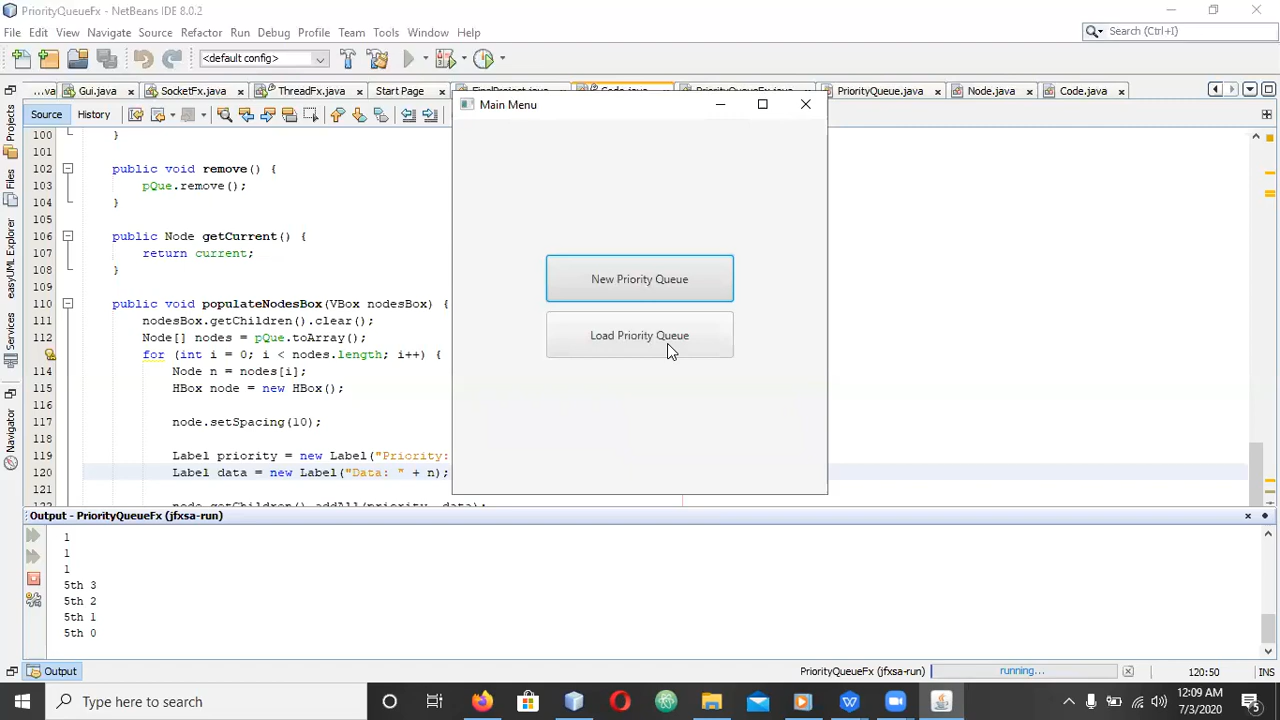 PriorityQueueFx - NetBeans IDE 8.0.2
File Edit View Navigate Source Refactor Run Debug Profile Team Tools Window Help
Search (Ctrl+I)
<default config>
...va Gui.java SocketFx.java ThreadFx.java Start Page FinalProject.java Code.java PriorityQueueFx.java PriorityQueue.java Node.java Code.java
Source History
Main Menu
New Priority Queue
Load Priority Queue
Projects
Files
easyUML Explorer
Services
Navigator
100 }
101
102 public void remove() {
103 pQue.remove();
104 }
105
106 public Node getCurrent() {
107 return current;
108 }
109
110 public void populateNodesBox(VBox nodesBox) {
111 nodesBox.getChildren().clear();
112 Node[] nodes = pQue.toArray();
for (int i = 0; i < nodes.length; i++) {
114 Node n = nodes[i];
115 HBox node = new HBox();
116
117 node.setSpacing(10);
118
119 Label priority = new Label("Priority:
120 Label data = new Label("Data: " + n);
121
122 node.getChildren().addAll(priority, data);
Output - PriorityQueueFx (jfxsa-run)
1
1
1
5th 3
5th 2
5th 1
5th 0
Output
PriorityQueueFx (jfxsa-run) running... 120:50 INS
Type here to search
12:09 AM
7/3/2020
5